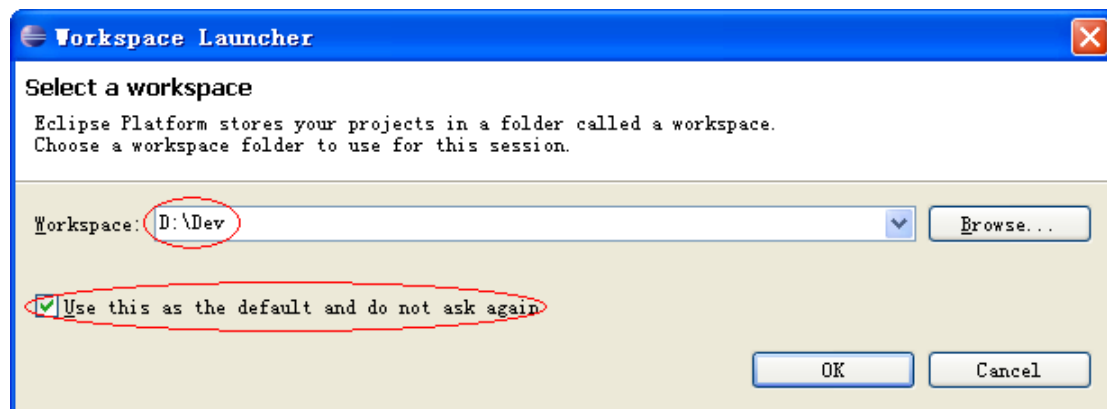 Workspace Launcher
Select a workspace
Eclipse Platform stores your projects in a folder called a workspace.
Choose a workspace folder to use for this session.
Workspace: D:\Dev Browse...
Use this as the default and do not ask again
OK Cancel